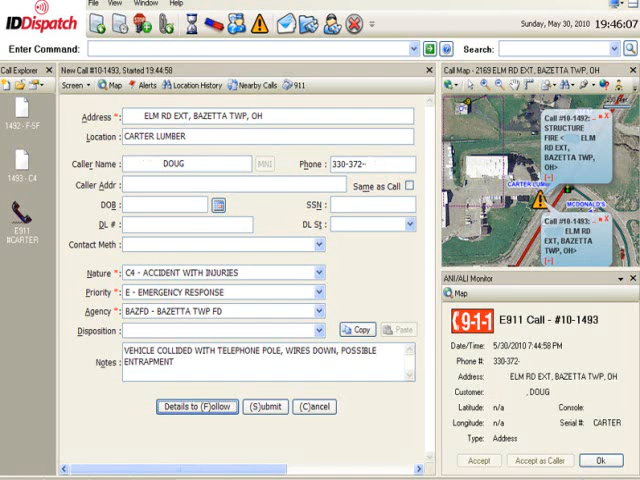 File View Window Help
IDDispatch
Sunday, May 30, 2010 19:46:07
Enter Command:
Search:
Call Explorer
New Call #10-1493, Started 19:44:58
Call Map - 2169 ELM RD EXT, BAZETTA TWP, OH
Screen Map Alerts Location History Nearby Calls 911
1492 - F-SF
1493 - C4
E911
#CARTER
Address *: ELM RD EXT, BAZETTA TWP, OH
Location : CARTER LUMBER
Caller Name : DOUG MNI Phone : 330-372-
Caller Addr : Same as Call
DOB : SSN :
DL # : DL St :
Contact Meth :
Nature *: C4 - ACCIDENT WITH INJURIES
Priority *: E - EMERGENCY RESPONSE
Agency *: BAZFD - BAZETTA TWP FD
Disposition : Copy Paste
Notes : VEHICLE COLLIDED WITH TELEPHONE POLE, WIRES DOWN, POSSIBLE
ENTRAPMENT
Details to (F)ollow (S)ubmit (C)ancel
Call #10-1492:
STRUCTURE
FIRE < ELM
RD EXT,
BAZETTA TWP,
OH>
[-]
CARTER LUMB
MCDONALD'S
Call #10-1493:
ELM RD
EXT, BAZETTA
TWP, OH>
[-]
ANI/ALI Monitor
Map
9-1-1 E911 Call - #10-1493
Date/Time: 5/30/2010 7:44:58 PM
Phone #: 330-372-
Address: ELM RD EXT, BAZETTA TWP, OH
Customer: , DOUG
Latitude: n/a Console:
Longitude: n/a Serial #: CARTER
Type: Address
Accept Accept as Caller Ok